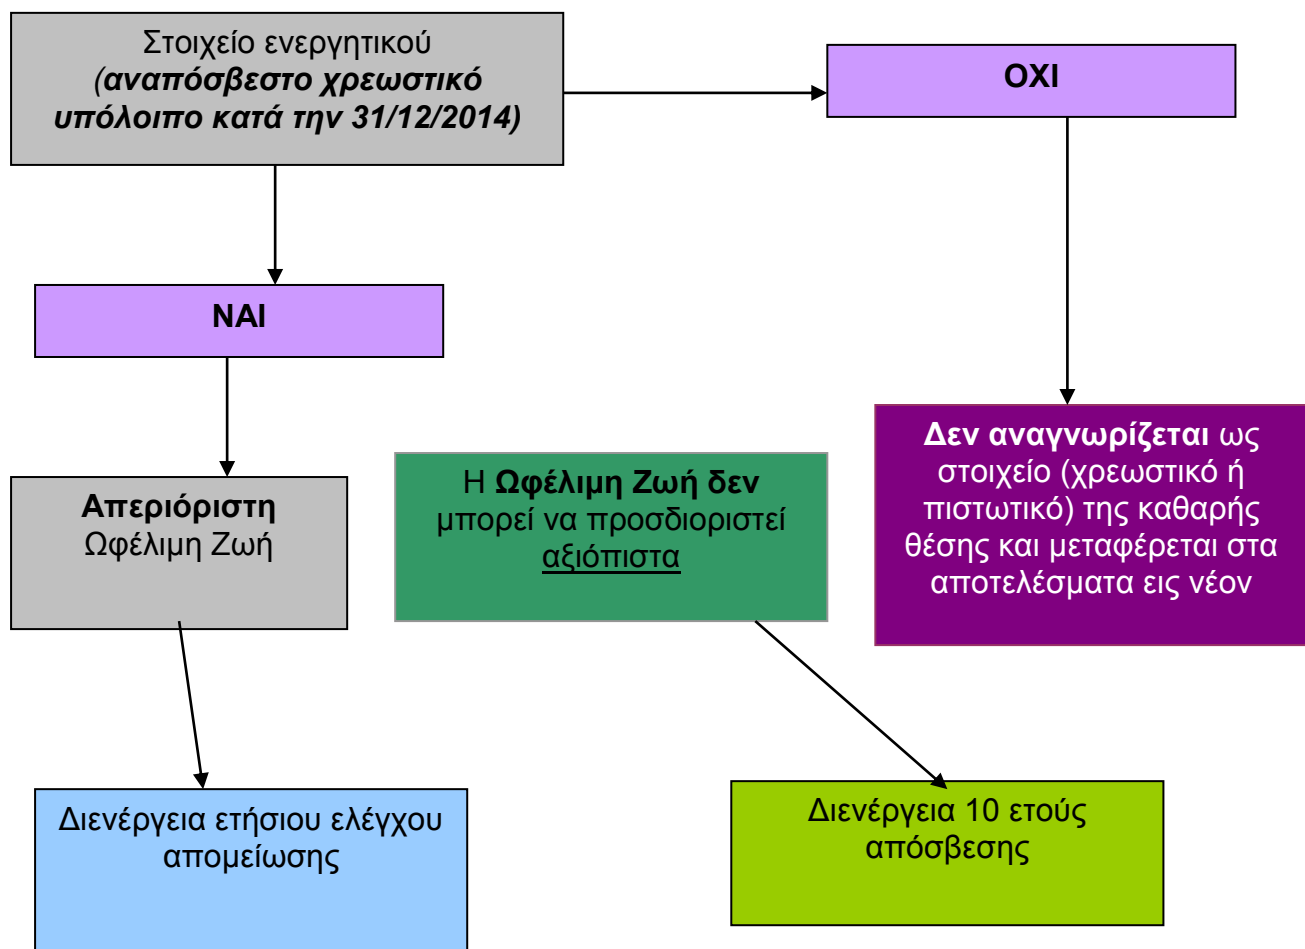 Στοιχείο ενεργητικού
(αναπόσβεστο χρεωστικό
υπόλοιπο κατά την 31/12/2014)
ΟΧΙ
ΝΑΙ
Απεριόριστη
Ωφέλιμη Ζωή
Η Ωφέλιμη Ζωή δεν
μπορεί να προσδιοριστεί
αξιόπιστα
Δεν αναγνωρίζεται ως
στοιχείο (χρεωστικό ή
πιστωτικό) της καθαρής
θέσης και μεταφέρεται στα
αποτελέσματα εις νέον
Διενέργεια ετήσιου ελέγχου
απομείωσης
Διενέργεια 10 ετούς
απόσβεσης